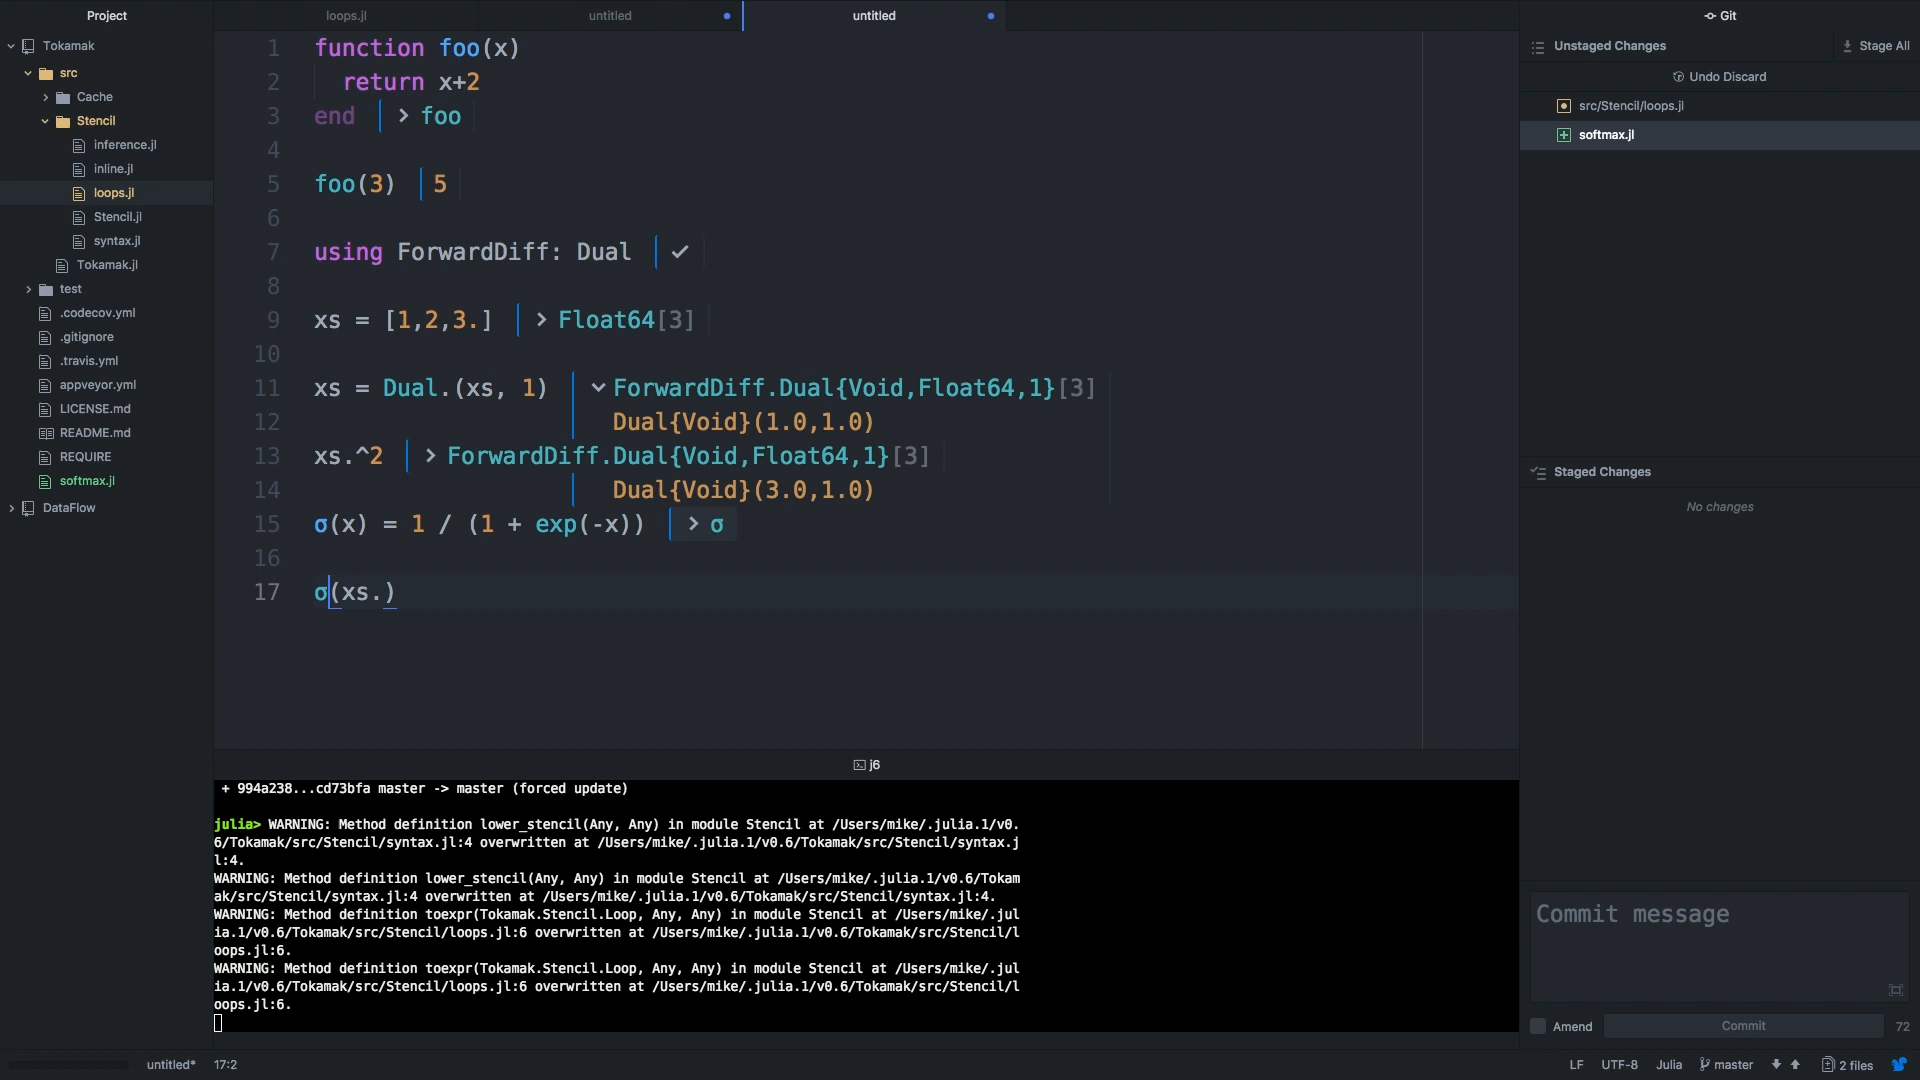 Project
Tokamak
src
Cache
Stencil
inference.jl
inline.jl
loops.jl
Stencil.jl
syntax.jl
Tokamak.jl
test
.codecov.yml
.gitignore
.travis.yml
appveyor.yml
LICENSE.md
README.md
REQUIRE
softmax.jl
DataFlow
loops.jl
untitled
untitled
1 function foo(x)
2 return x+2
3 end > foo
4
5 foo(3) 5
6
7 using ForwardDiff: Dual ✓
8
9 xs = [1,2,3.] > Float64[3]
10
11 xs = Dual.(xs, 1) ForwardDiff.Dual{Void,Float64,1}[3]
12 Dual{Void}(1.0,1.0)
13 xs.^2 > ForwardDiff.Dual{Void,Float64,1}[3]
14 Dual{Void}(3.0,1.0)
15 σ(x) = 1 / (1 + exp(-x)) > σ
16
17 σ(xs.)
j6
+ 994a238...cd73bfa master -> master (forced update)
julia> WARNING: Method definition lower_stencil(Any, Any) in module Stencil at /Users/mike/.julia.1/v0.
6/Tokamak/src/Stencil/syntax.jl:4 overwritten at /Users/mike/.julia.1/v0.6/Tokamak/src/Stencil/syntax.j
l:4.
WARNING: Method definition lower_stencil(Any, Any) in module Stencil at /Users/mike/.julia.1/v0.6/Tokam
ak/src/Stencil/syntax.jl:4 overwritten at /Users/mike/.julia.1/v0.6/Tokamak/src/Stencil/syntax.jl:4.
WARNING: Method definition toexpr(Tokamak.Stencil.Loop, Any, Any) in module Stencil at /Users/mike/.jul
ia.1/v0.6/Tokamak/src/Stencil/loops.jl:6 overwritten at /Users/mike/.julia.1/v0.6/Tokamak/src/Stencil/l
oops.jl:6.
WARNING: Method definition toexpr(Tokamak.Stencil.Loop, Any, Any) in module Stencil at /Users/mike/.jul
ia.1/v0.6/Tokamak/src/Stencil/loops.jl:6 overwritten at /Users/mike/.julia.1/v0.6/Tokamak/src/Stencil/l
oops.jl:6.
Git
Unstaged Changes
Stage All
Undo Discard
src/Stencil/loops.jl
softmax.jl
Staged Changes
No changes
Commit message
Amend
Commit
72
untitled* 17:2
LF UTF-8 Julia master 2 files